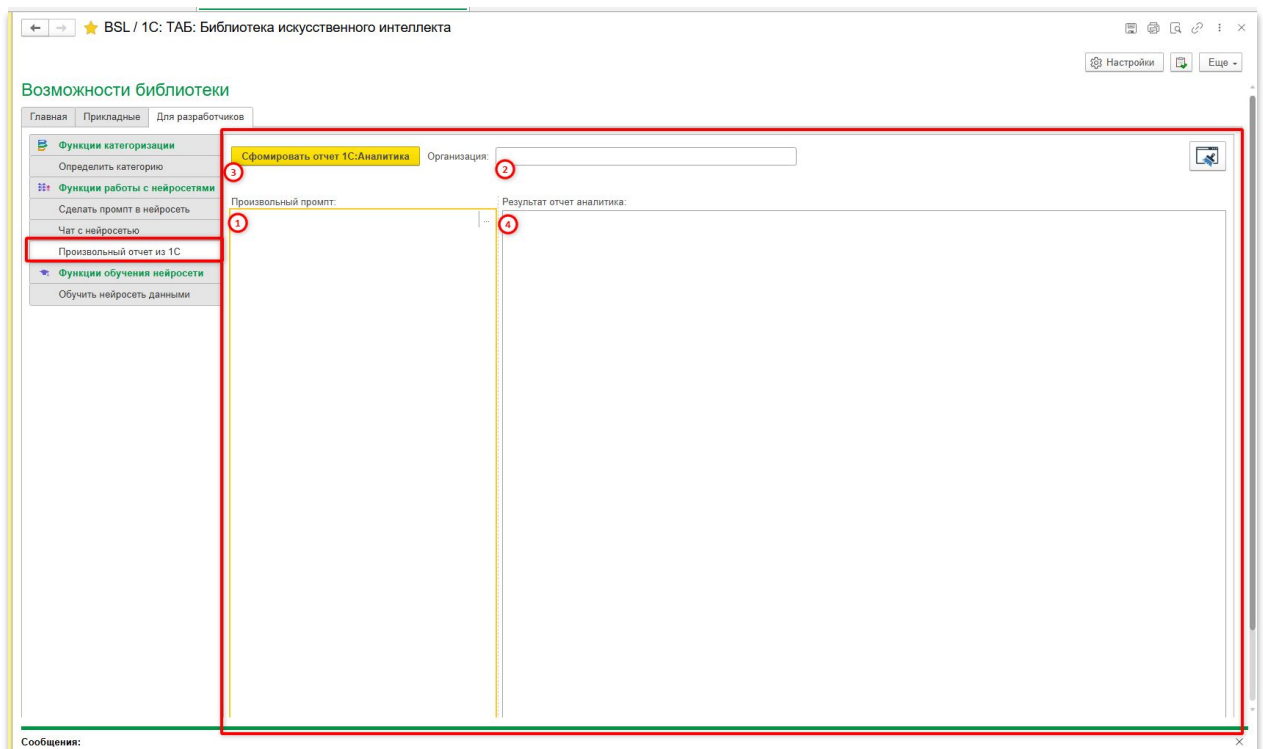 BSL / 1С: ТАБ: Библиотека искусственного интеллекта
Настройки
Еще
Возможности библиотеки
Главная Прикладные Для разработчиков
Функции категоризации
Определить категорию
Функции работы с нейросетями
Сделать промпт в нейросеть
Чат с нейросетью
Произвольный отчет из 1С
Функции обучения нейросети
Обучить нейросеть данными
Сфомировать отчет 1С:Аналитика Организация:
3 2
Произвольный промпт: Результат отчет аналитика:
1 ... 4
Сообщения: